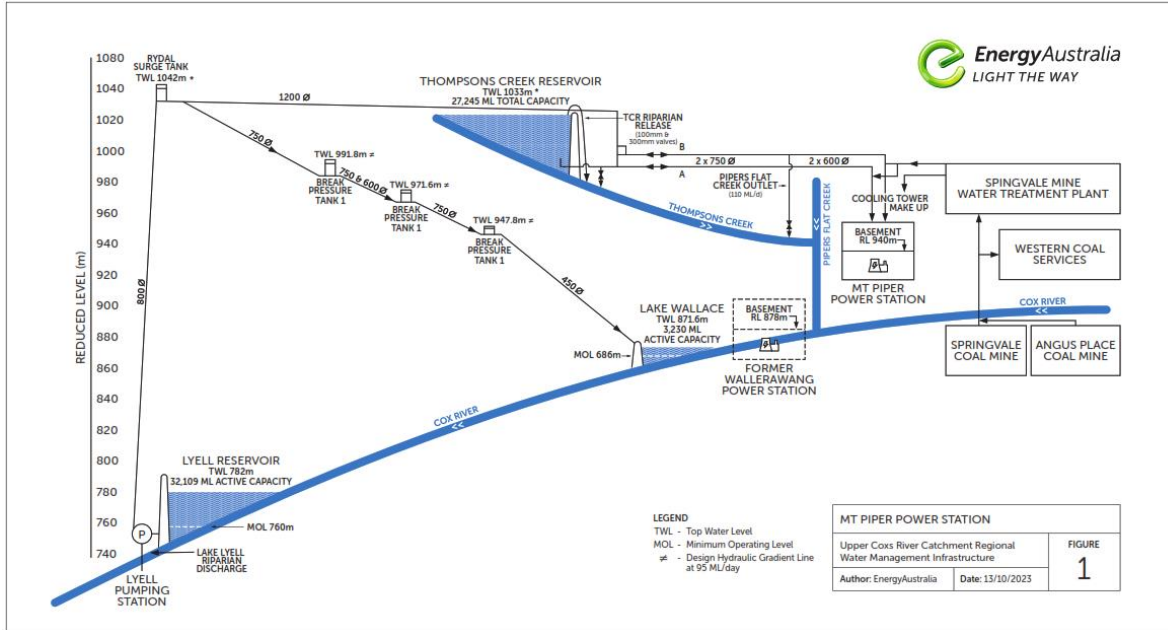 EnergyAustralia
LIGHT THE WAY
REDUCED LEVEL (m)
1080
1040
1020
1000
980
960
940
920
900
880
860
840
820
800
780
760
740
RYDAL
SURGE TANK
TWL 1042m *
1200 Ø
THOMPSONS CREEK RESERVOIR
TWL 1033m *
27,245 ML TOTAL CAPACITY
TCR RIPARIAN
RELEASE
(100mm &
300mm valves)
B
2 x 750 Ø
2 x 600 Ø
A
PIPERS FLAT
CREEK OUTLET
(110 ML/d)
COOLING TOWER
MAKE UP
SPINGVALE MINE
WATER TREATMENT PLANT
WESTERN COAL
SERVICES
750 Ø
TWL 991.8m ≠
BREAK
PRESSURE
TANK 1
750 & 600 Ø
TWL 971.6m ≠
BREAK
PRESSURE
TANK 1
750 Ø
TWL 947.8m ≠
BREAK
PRESSURE
TANK 1
450 Ø
800 Ø
THOMPSONS CREEK
>>
PIPERS FLAT CREEK
>>
BASEMENT
RL 940m
MT PIPER
POWER STATION
COX RIVER
<<
SPRINGVALE
COAL MINE
ANGUS PLACE
COAL MINE
LAKE WALLACE
TWL 871.6m
3,230 ML
ACTIVE CAPACITY
MOL 686m
BASEMENT
RL 878m
FORMER
WALLERAWANG
POWER STATION
COX RIVER
<<
LYELL RESERVOIR
TWL 782m
32,109 ML ACTIVE CAPACITY
MOL 760m
P
LAKE LYELL
RIPARIAN
DISCHARGE
LYELL
PUMPING
STATION
LEGEND
TWL - Top Water Level
MOL - Minimum Operating Level
≠ - Design Hydraulic Gradient Line
at 95 ML/day
MT PIPER POWER STATION
Upper Coxs River Catchment Regional
Water Management Infrastructure
FIGURE
1
Author: EnergyAustralia
Date: 13/10/2023